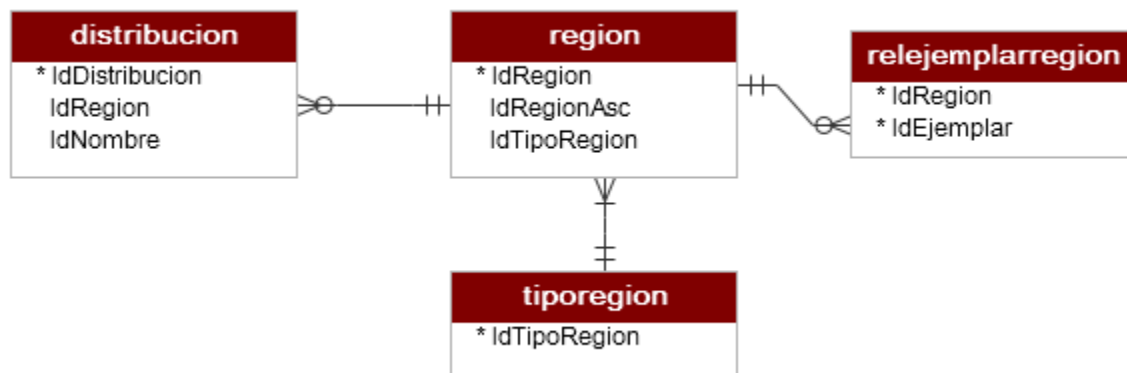 distribucion
* IdDistribucion
IdRegion
IdNombre
region
* IdRegion
IdRegionAsc
IdTipoRegion
relejemplarregion
* IdRegion
* IdEjemplar
tiporegion
* IdTipoRegion